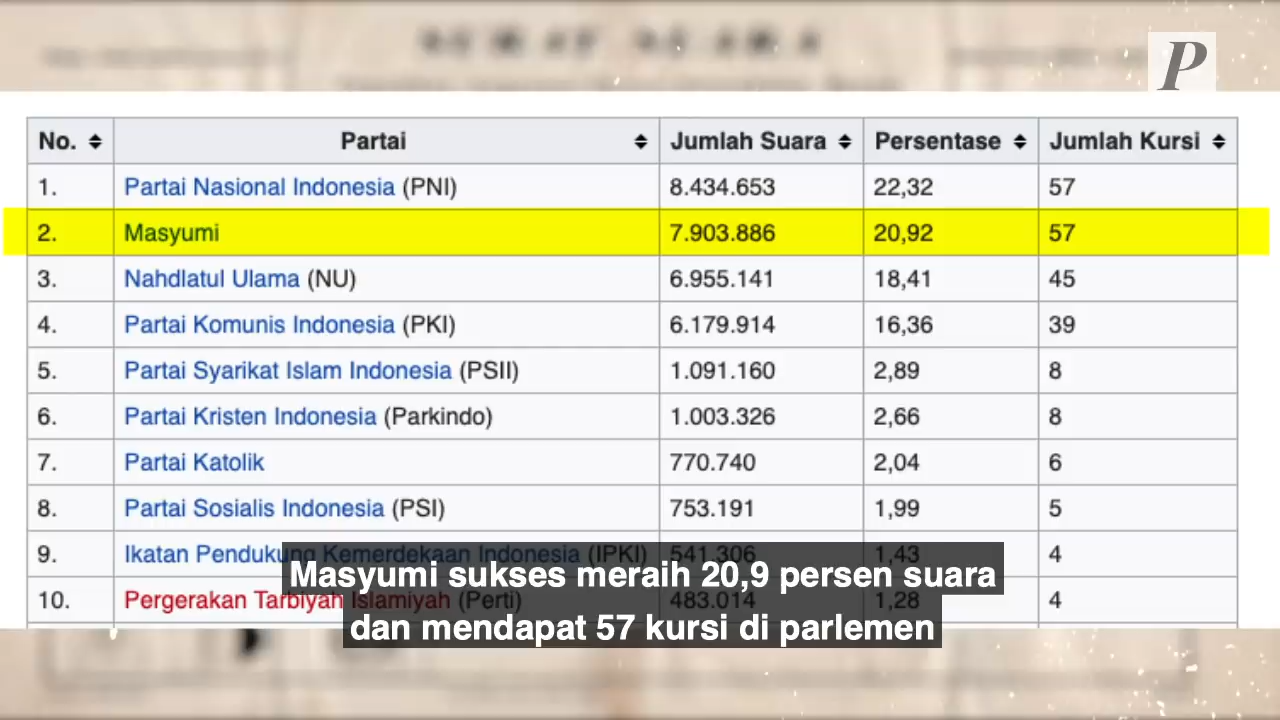 SURAT SUARA
P
No. Partai Jumlah Suara Persentase Jumlah Kursi
1. Partai Nasional Indonesia (PNI) 8.434.653 22,32 57
2. Masyumi 7.903.886 20,92 57
3. Nahdlatul Ulama (NU) 6.955.141 18,41 45
4. Partai Komunis Indonesia (PKI) 6.179.914 16,36 39
5. Partai Syarikat Islam Indonesia (PSII) 1.091.160 2,89 8
6. Partai Kristen Indonesia (Parkindo) 1.003.326 2,66 8
7. Partai Katolik 770.740 2,04 6
8. Partai Sosialis Indonesia (PSI) 753.191 1,99 5
9. Ikatan Pendukung Kemerdekaan Indonesia (IPKI) 541.306 1,43 4
10. Pergerakan Tarbiyah Islamiyah (Perti) 483.014 1,28 4
Masyumi sukses meraih 20,9 persen suara
dan mendapat 57 kursi di parlemen